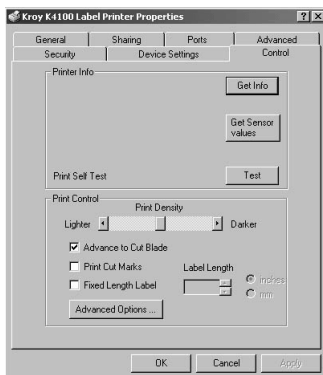 Kroy K4100 Label Printer Properties
General Sharing Ports Advanced
Security Device Settings Control
Printer Info
Get Info
Get Sensor
values
Print Self Test Test
Print Control
Print Density
Lighter Darker
Advance to Cut Blade
Print Cut Marks Label Length
Fixed Length Label inches
mm
Advanced Options ...
OK Cancel Apply